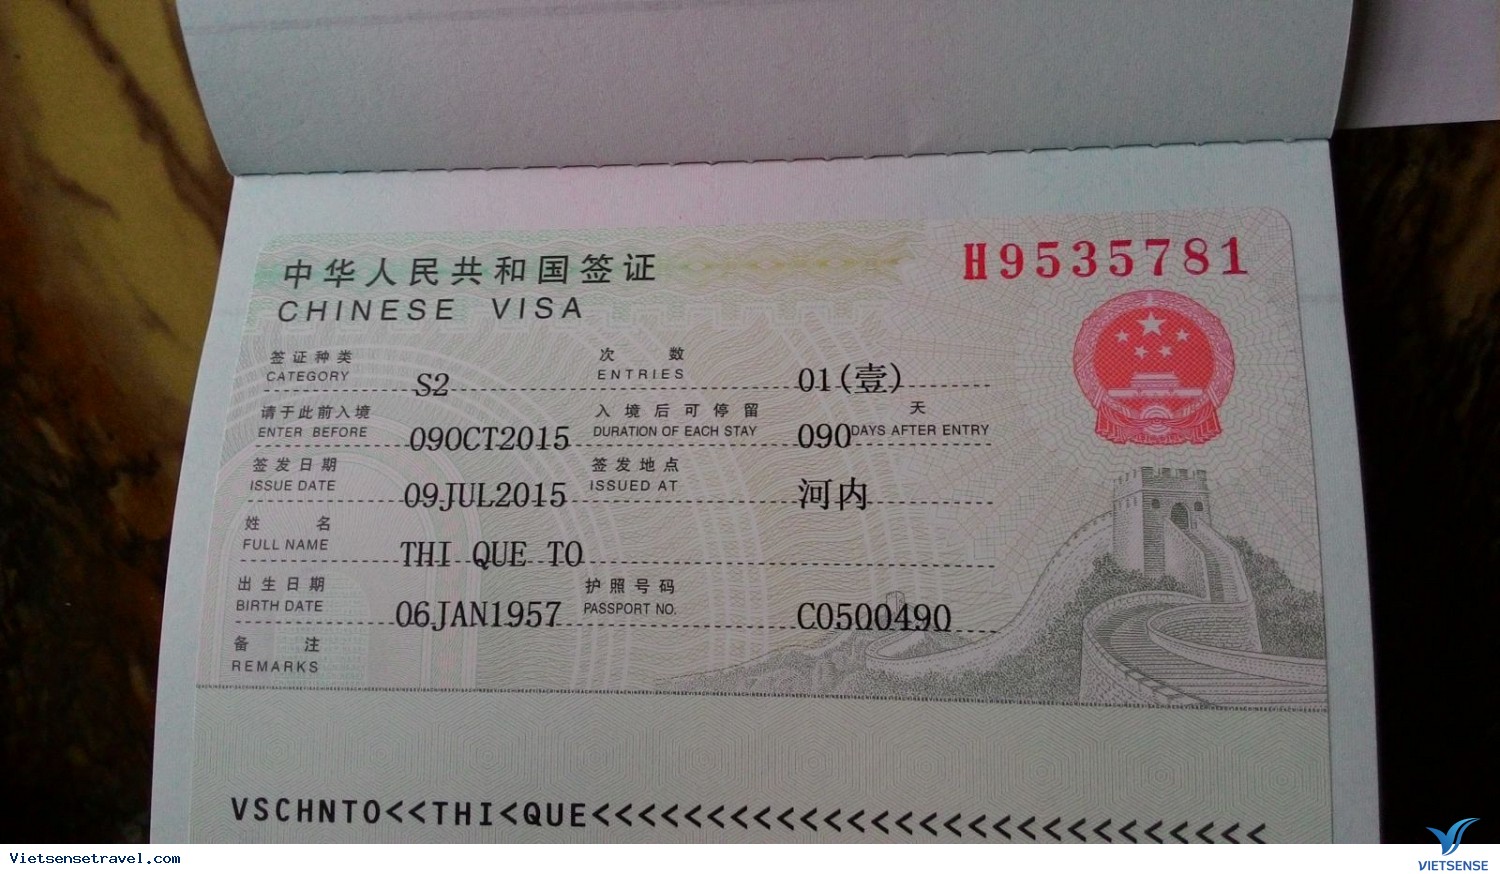 中华人民共和国签证
CHINESE VISA
H9535781
签证种类 次数
CATEGORY S2 ENTRIES 01(壹)
请于此前入境 入境后可停留 天
ENTER BEFORE 09OCT2015 DURATION OF EACH STAY 090 DAYS AFTER ENTRY
签发日期 签发地点
ISSUE DATE 09JUL2015 ISSUED AT 河内
姓名
FULL NAME THI QUE TO
出生日期 护照号码
BIRTH DATE 06JAN1957 PASSPORT NO. C0500490
备注
REMARKS
VSCHNTO<<THI<QUE<<<<<<<<<<<<<<<<<<<<<<<<<<<<
Vietsensetravel.com
VIETSENSE